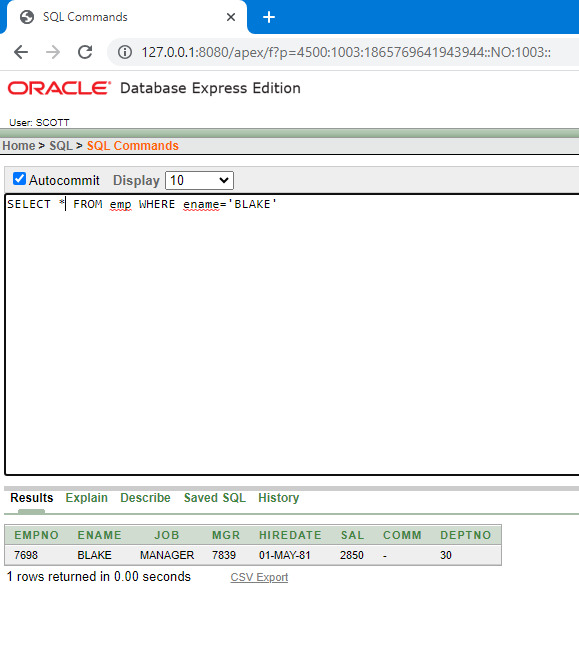 SQL Commands
127.0.0.1:8080/apex/f?p=4500:1003:1865769641943944::NO:1003::
ORACLE Database Express Edition
User: SCOTT
Home > SQL > SQL Commands
Autocommit Display 10
SELECT * FROM emp WHERE ename='BLAKE'
Results Explain Describe Saved SQL History
EMPNO ENAME JOB MGR HIREDATE SAL COMM DEPTNO
7698 BLAKE MANAGER 7839 01-MAY-81 2850 - 30
1 rows returned in 0.00 seconds CSV Export